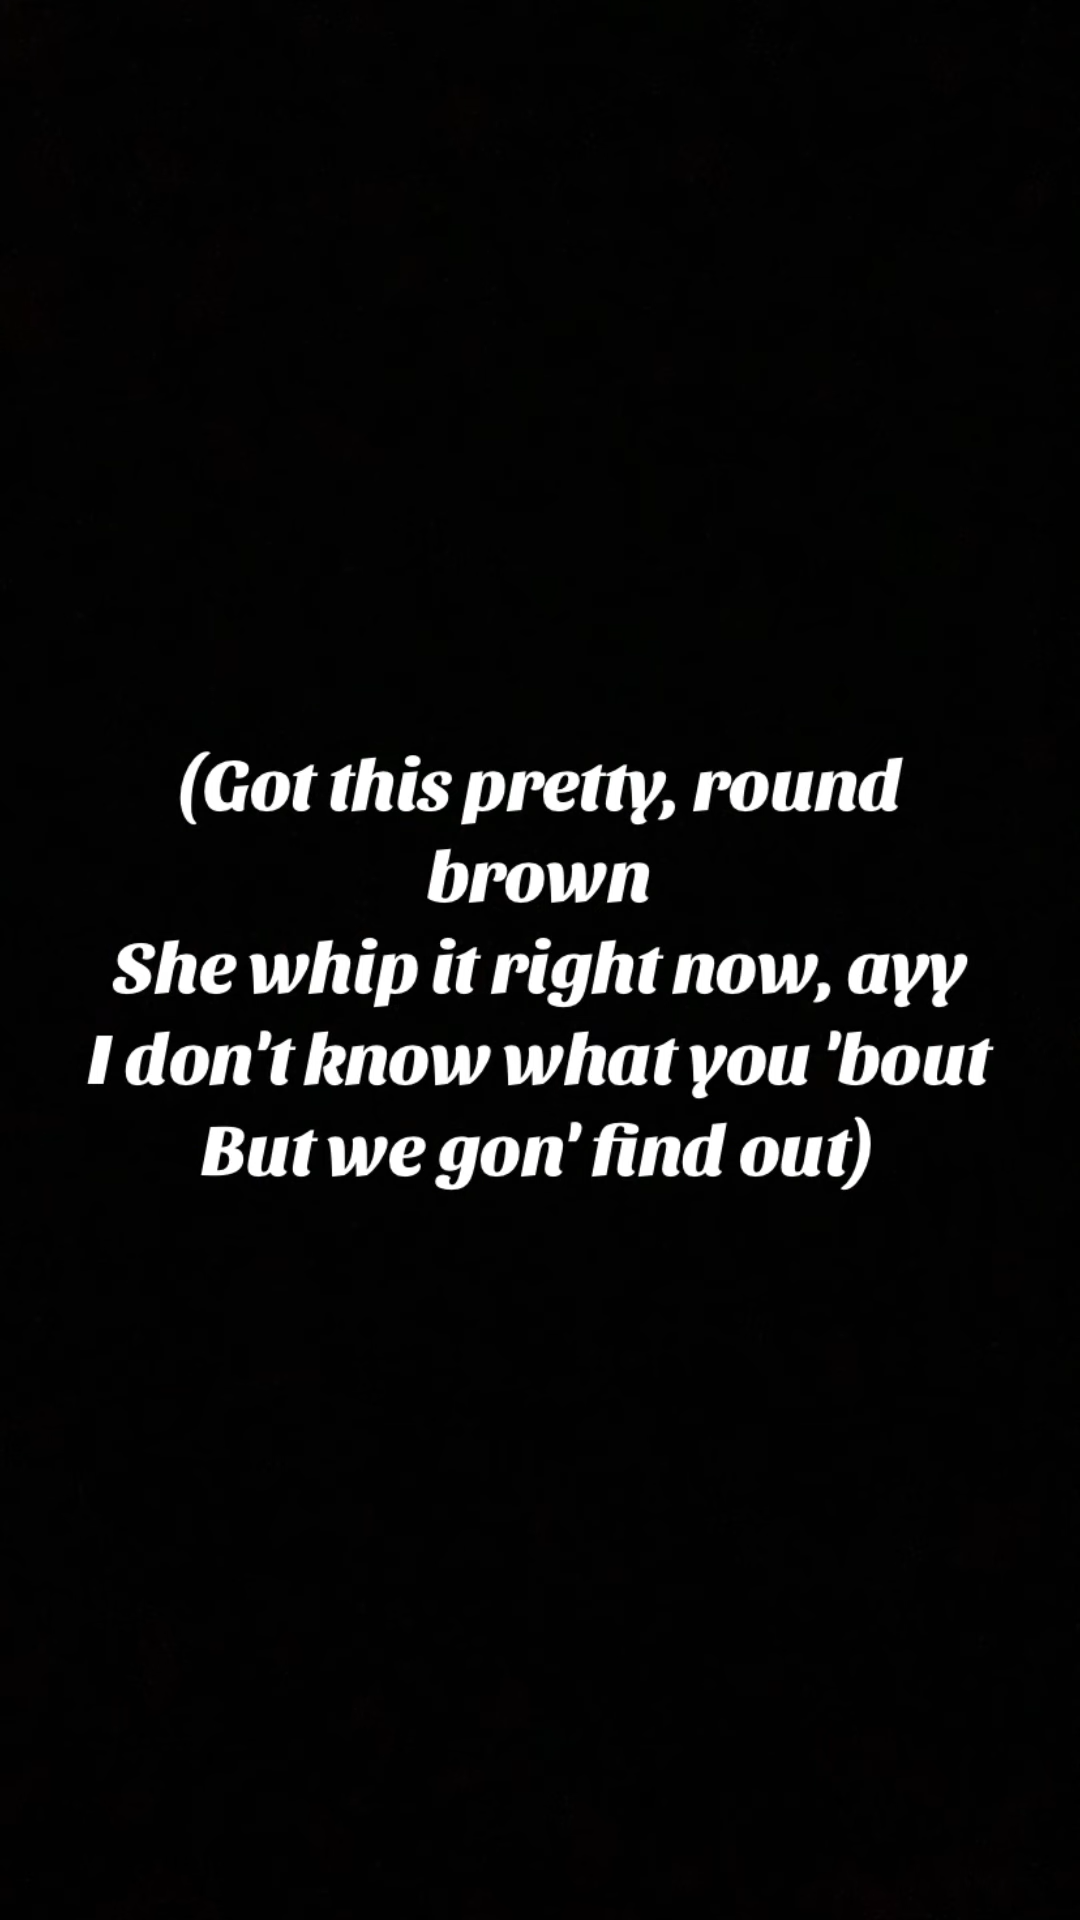 (Got this pretty, round
brown
She whip it right now, ayy
I don't know what you 'bout
But we gon' find out)